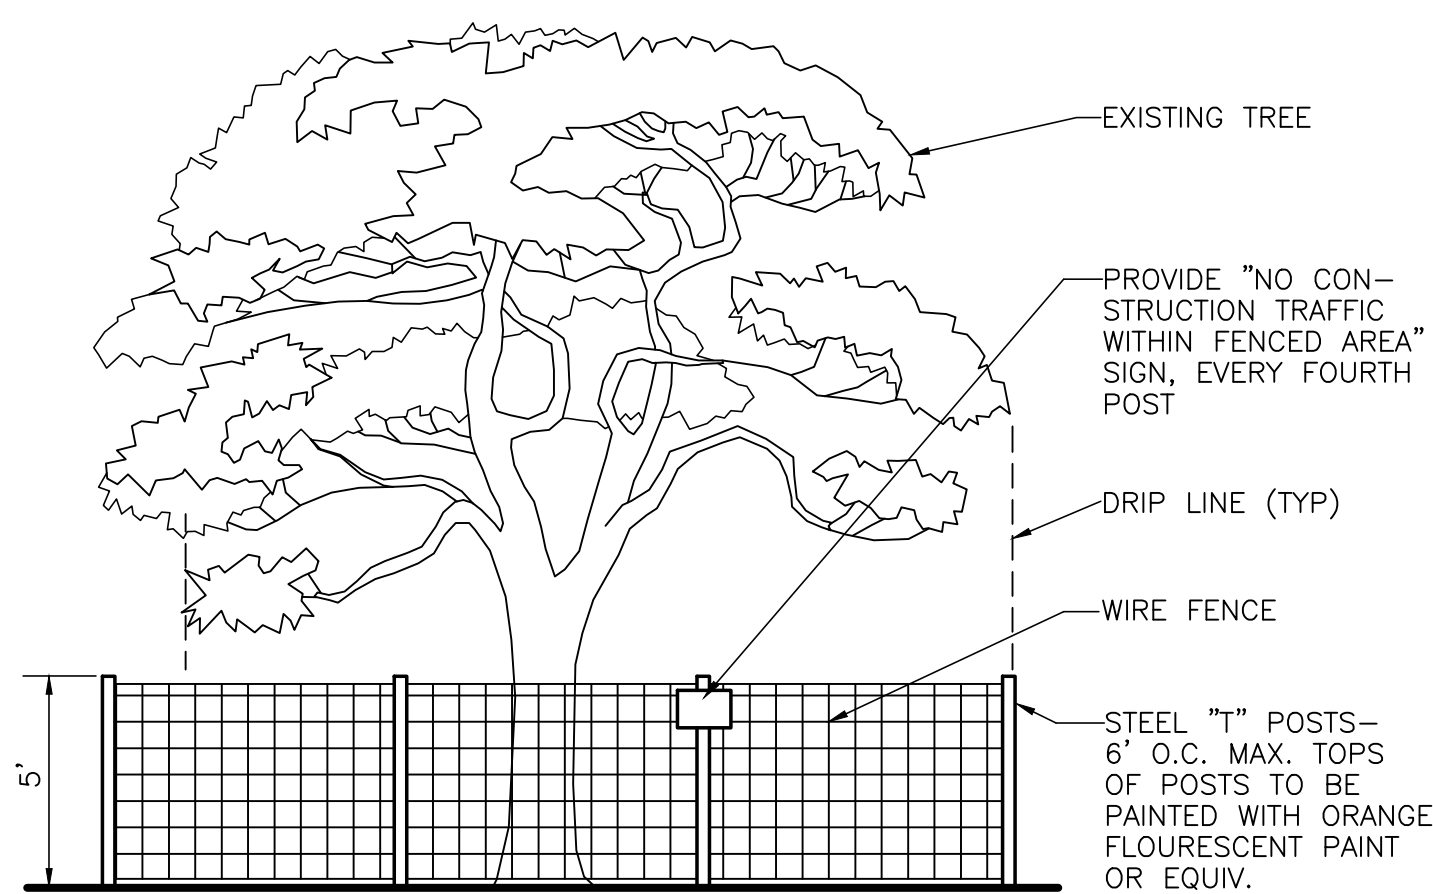 EXISTING TREE
PROVIDE "NO CON-
STRUCTION TRAFFIC
WITHIN FENCED AREA"
SIGN, EVERY FOURTH
POST
DRIP LINE (TYP)
WIRE FENCE
STEEL "T" POSTS-
6' O.C. MAX. TOPS
OF POSTS TO BE
PAINTED WITH ORANGE
FLOURESCENT PAINT
OR EQUIV.
5'